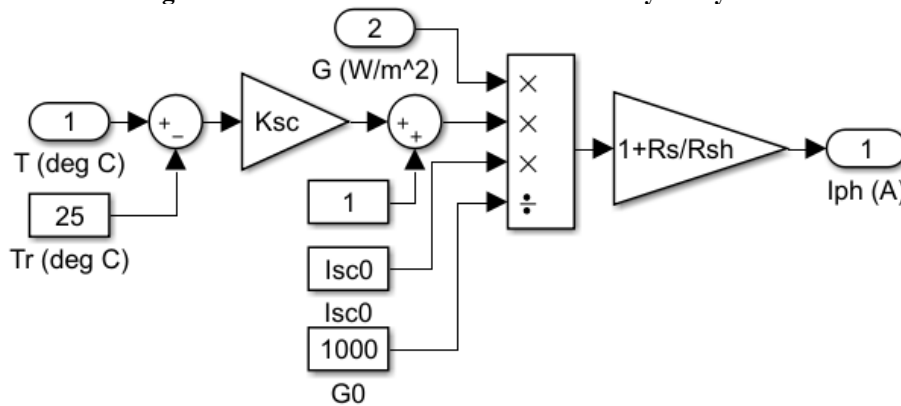 2
G (W/m^2)
1
T (deg C)
+
−
Ksc
+
+
×
×
×
÷
1+Rs/Rsh
1
Iph (A)
25
Tr (deg C)
1
Isc0
Isc0
1000
G0